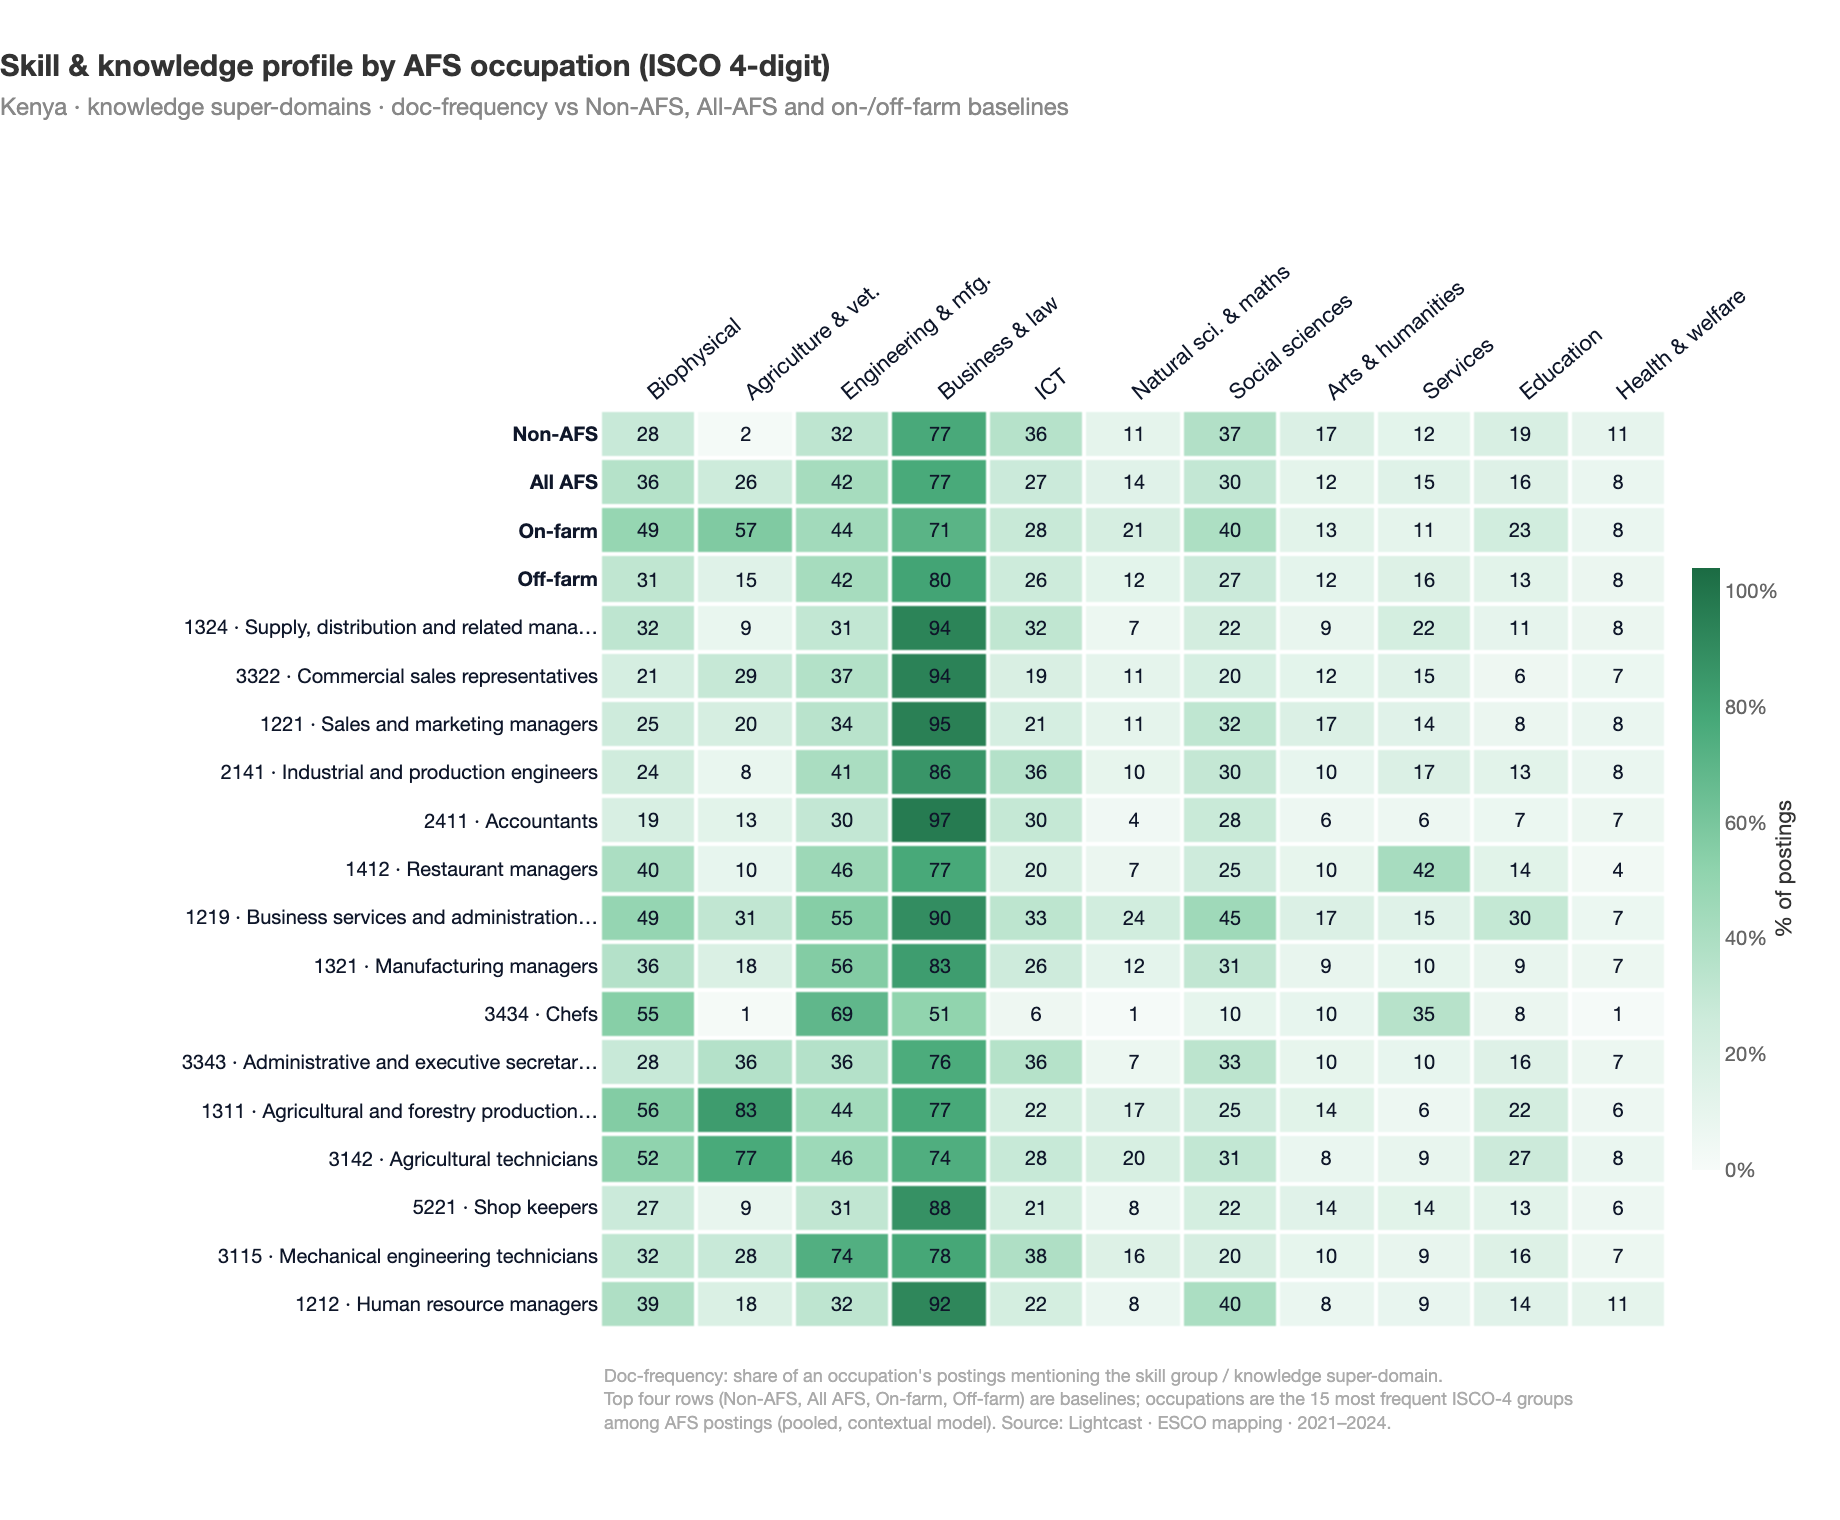 Skill & knowledge profile by AFS occupation (ISCO 4-digit)
Kenya · knowledge super-domains · doc-frequency vs Non-AFS, All-AFS and on-/off-farm baselines
Biophysical
Agriculture & vet.
Engineering & mfg.
Business & law
ICT
Natural sci. & maths
Social sciences
Arts & humanities
Services
Education
Health & welfare
Non-AFS 28 2 32 77 36 11 37 17 12 19 11
All AFS 36 26 42 77 27 14 30 12 15 16 8
On-farm 49 57 44 71 28 21 40 13 11 23 8
Off-farm 31 15 42 80 26 12 27 12 16 13 8
1324 · Supply, distribution and related mana… 32 9 31 94 32 7 22 9 22 11 8
3322 · Commercial sales representatives 21 29 37 94 19 11 20 12 15 6 7
1221 · Sales and marketing managers 25 20 34 95 21 11 32 17 14 8 8
2141 · Industrial and production engineers 24 8 41 86 36 10 30 10 17 13 8
2411 · Accountants 19 13 30 97 30 4 28 6 6 7 7
1412 · Restaurant managers 40 10 46 77 20 7 25 10 42 14 4
1219 · Business services and administration… 49 31 55 90 33 24 45 17 15 30 7
1321 · Manufacturing managers 36 18 56 83 26 12 31 9 10 9 7
3434 · Chefs 55 1 69 51 6 1 10 10 35 8 1
3343 · Administrative and executive secretar… 28 36 36 76 36 7 33 10 10 16 7
1311 · Agricultural and forestry production… 56 83 44 77 22 17 25 14 6 22 6
3142 · Agricultural technicians 52 77 46 74 28 20 31 8 9 27 8
5221 · Shop keepers 27 9 31 88 21 8 22 14 14 13 6
3115 · Mechanical engineering technicians 32 28 74 78 38 16 20 10 9 16 7
1212 · Human resource managers 39 18 32 92 22 8 40 8 9 14 11
100%
80%
60%
40%
20%
0%
% of postings
Doc-frequency: share of an occupation's postings mentioning the skill group / knowledge super-domain.
Top four rows (Non-AFS, All AFS, On-farm, Off-farm) are baselines; occupations are the 15 most frequent ISCO-4 groups
among AFS postings (pooled, contextual model). Source: Lightcast · ESCO mapping · 2021–2024.